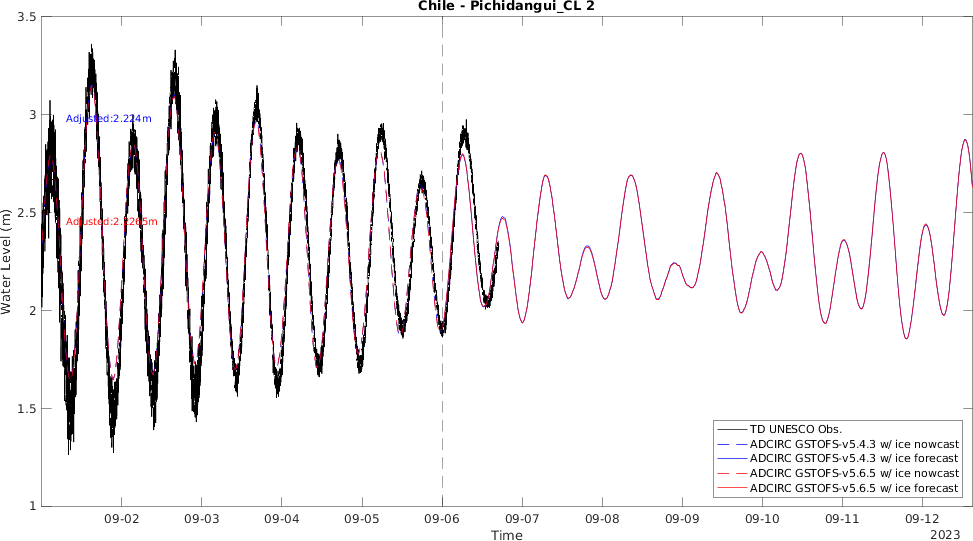 Chile - Pichidangui_CL 2
3.5
3
2.5
2
1.5
1
Water Level (m)
Adjusted:2.224m
Adjusted:2.2265m
TD UNESCO Obs.
ADCIRC GSTOFS-v5.4.3 w/ ice nowcast
ADCIRC GSTOFS-v5.4.3 w/ ice forecast
ADCIRC GSTOFS-v5.6.5 w/ ice nowcast
ADCIRC GSTOFS-v5.6.5 w/ ice forecast
09-02 09-03 09-04 09-05 09-06 09-07 09-08 09-09 09-10 09-11 09-12
Time
2023